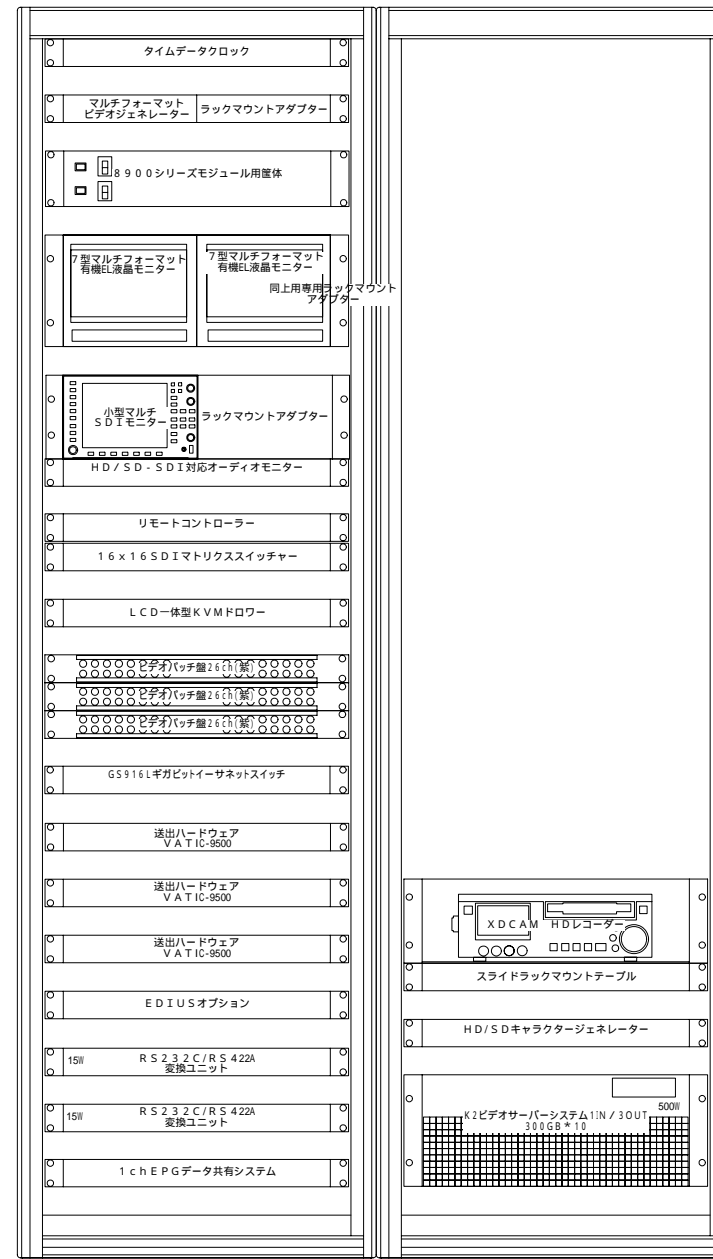 タイムデータクロック
マルチフォーマット
ビデオジェネレーター
ラックマウントアダプター
8900シリーズモジュール用筐体
7型マルチフォーマット
有機EL液晶モニター
7型マルチフォーマット
有機EL液晶モニター
同上用専用ラックマウント
アダプター
小型マルチ
SDIモニター
ラックマウントアダプター
HD/SD-SDI対応オーディオモニター
リモートコントローラー
16x16SDIマトリクススイッチャー
LCD一体型KVMドロワー
ビデオパッチ盤26ch(紫)
ビデオパッチ盤26ch(紫)
ビデオパッチ盤26ch(紫)
GS916Lギガビットイーサネットスイッチ
送出ハードウェア
VATIC-9500
送出ハードウェア
VATIC-9500
送出ハードウェア
VATIC-9500
EDIUSオプション
15W
RS232C/RS422A
変換ユニット
15W
RS232C/RS422A
変換ユニット
1chEPGデータ共有システム
XDCAM HDレコーダー
スライドラックマウントテーブル
HD/SDキャラクタージェネレーター
500W
K2ビデオサーバーシステム1IN/3OUT
300GB*10